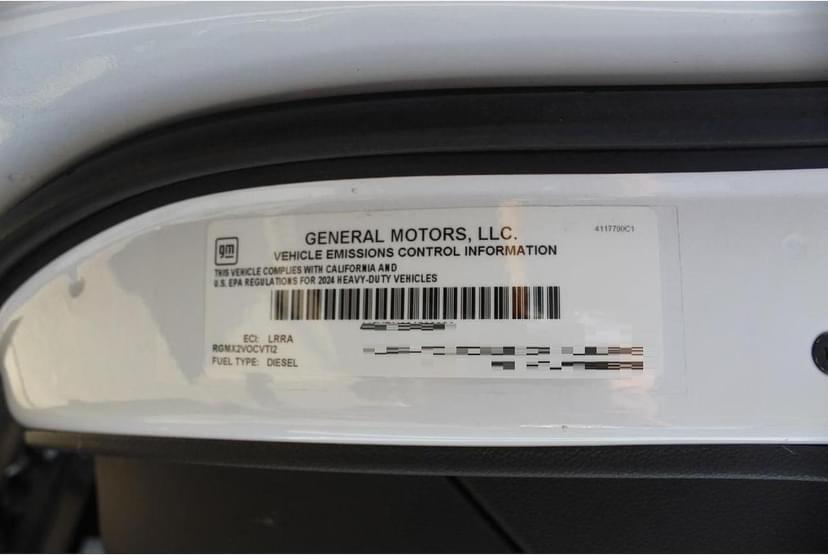 gm
GENERAL MOTORS, LLC.
4117790C1
VEHICLE EMISSIONS CONTROL INFORMATION
THIS VEHICLE COMPLIES WITH CALIFORNIA AND
U.S. EPA REGULATIONS FOR 2024 HEAVY-DUTY VEHICLES
ECI: LRRA
RGMX2VOCVTI2
FUEL TYPE: DIESEL